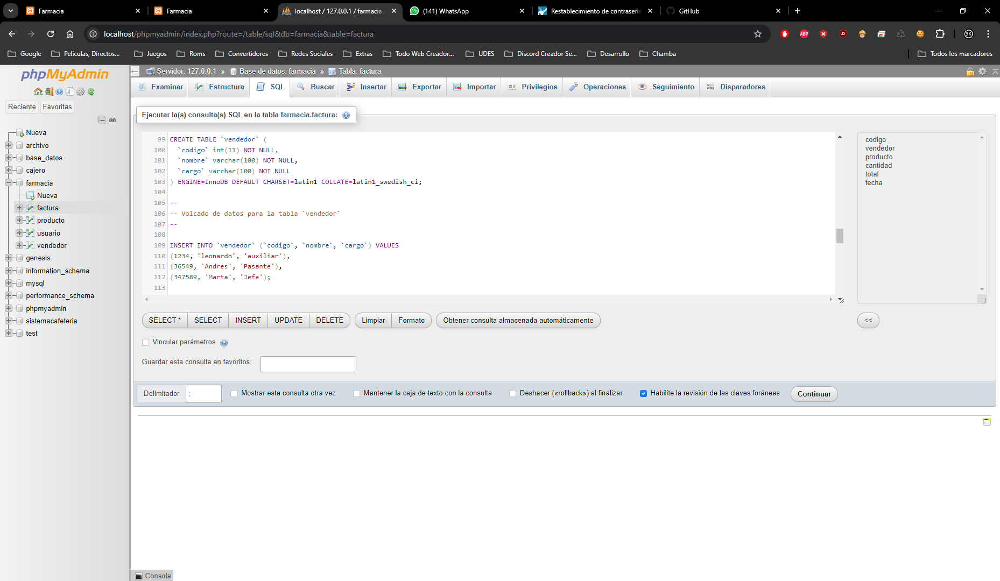 Farmacia
Farmacia
localhost / 127.0.0.1 / farmacia
(141) WhatsApp
Restablecimiento de contraseña
GitHub
localhost/phpmyadmin/index.php?route=/table/sql&db=farmacia&table=factura
ABP
Google
Peliculas, Directos...
Juegos
Roms
Convertidores
Redes Sociales
Extras
Todo Web Creador...
UDES
Discord Creador Se...
Desarrollo
Chamba
Todos los marcadores
phpMyAdmin
Reciente
Favoritas
Nueva
archivo
base_datos
cajero
farmacia
Nueva
factura
producto
usuario
vendedor
genesis
information_schema
mysql
performance_schema
phpmyadmin
sistemacafeteria
test
Servidor: 127.0.0.1 » Base de datos: farmacia » Tabla: factura
Examinar
Estructura
SQL
Buscar
Insertar
Exportar
Importar
Privilegios
Operaciones
Seguimiento
Disparadores
Ejecutar la(s) consulta(s) SQL en la tabla farmacia.factura:
99 CREATE TABLE `vendedor` (
100 `codigo` int(11) NOT NULL,
101 `nombre` varchar(100) NOT NULL,
102 `cargo` varchar(100) NOT NULL
103 ) ENGINE=InnoDB DEFAULT CHARSET=latin1 COLLATE=latin1_swedish_ci;
104
105 --
106 -- Volcado de datos para la tabla `vendedor`
107 --
108
109 INSERT INTO `vendedor` (`codigo`, `nombre`, `cargo`) VALUES
110 (1234, 'leonardo', 'auxiliar'),
111 (36549, 'Andres', 'Pasante'),
112 (347589, 'Marta', 'Jefe');
113
codigo
vendedor
producto
cantidad
total
fecha
SELECT *
SELECT
INSERT
UPDATE
DELETE
Limpiar
Formato
Obtener consulta almacenada automáticamente
<<
Vincular parámetros
Guardar esta consulta en favoritos:
Delimitador
;
Mostrar esta consulta otra vez
Mantener la caja de texto con la consulta
Deshacer («rollback») al finalizar
Habilite la revisión de las claves foráneas
Continuar
Consola